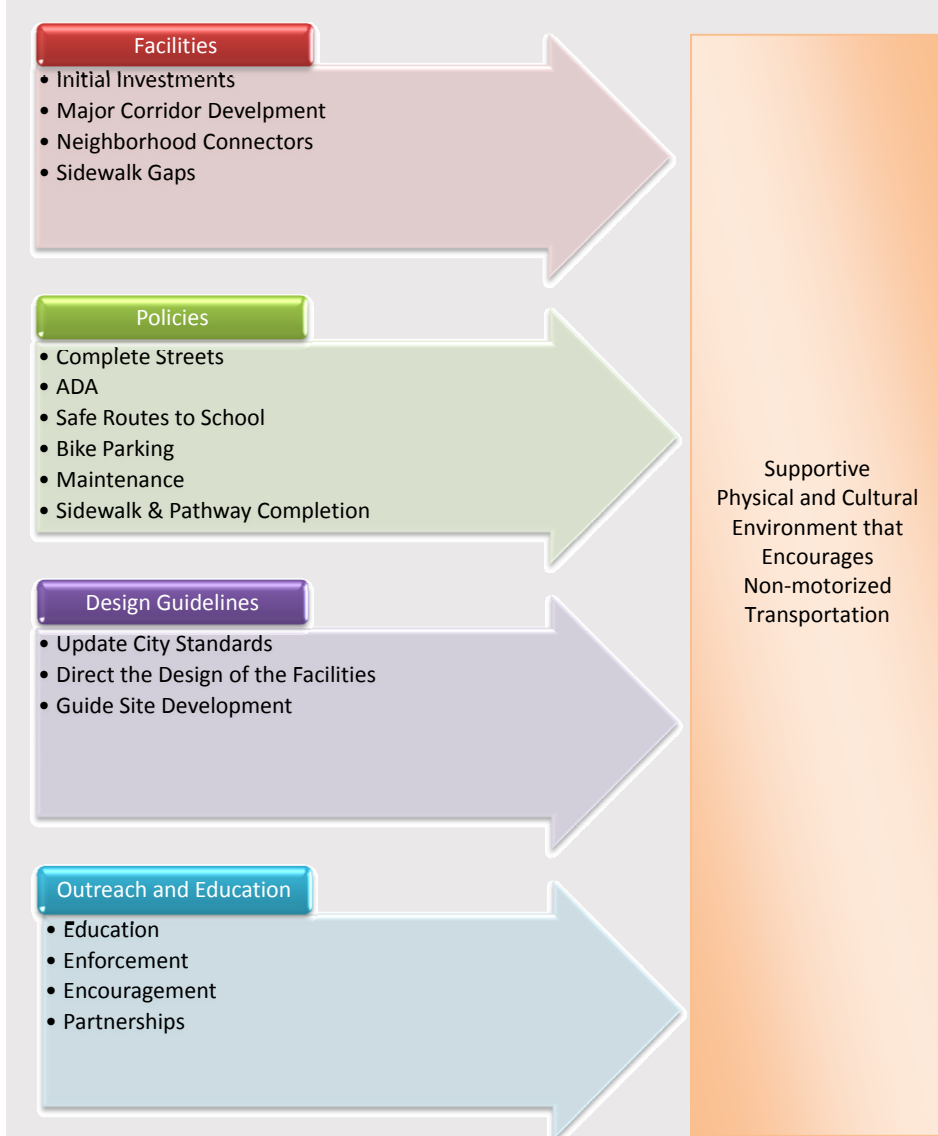 Facilities
• Initial Investments
• Major Corridor Develpment
• Neighborhood Connectors
• Sidewalk Gaps
Policies
• Complete Streets
• ADA
• Safe Routes to School
• Bike Parking
• Maintenance
• Sidewalk & Pathway Completion
Design Guidelines
• Update City Standards
• Direct the Design of the Facilities
• Guide Site Development
Outreach and Education
• Education
• Enforcement
• Encouragement
• Partnerships
Supportive
Physical and Cultural
Environment that
Encourages
Non-motorized
Transportation